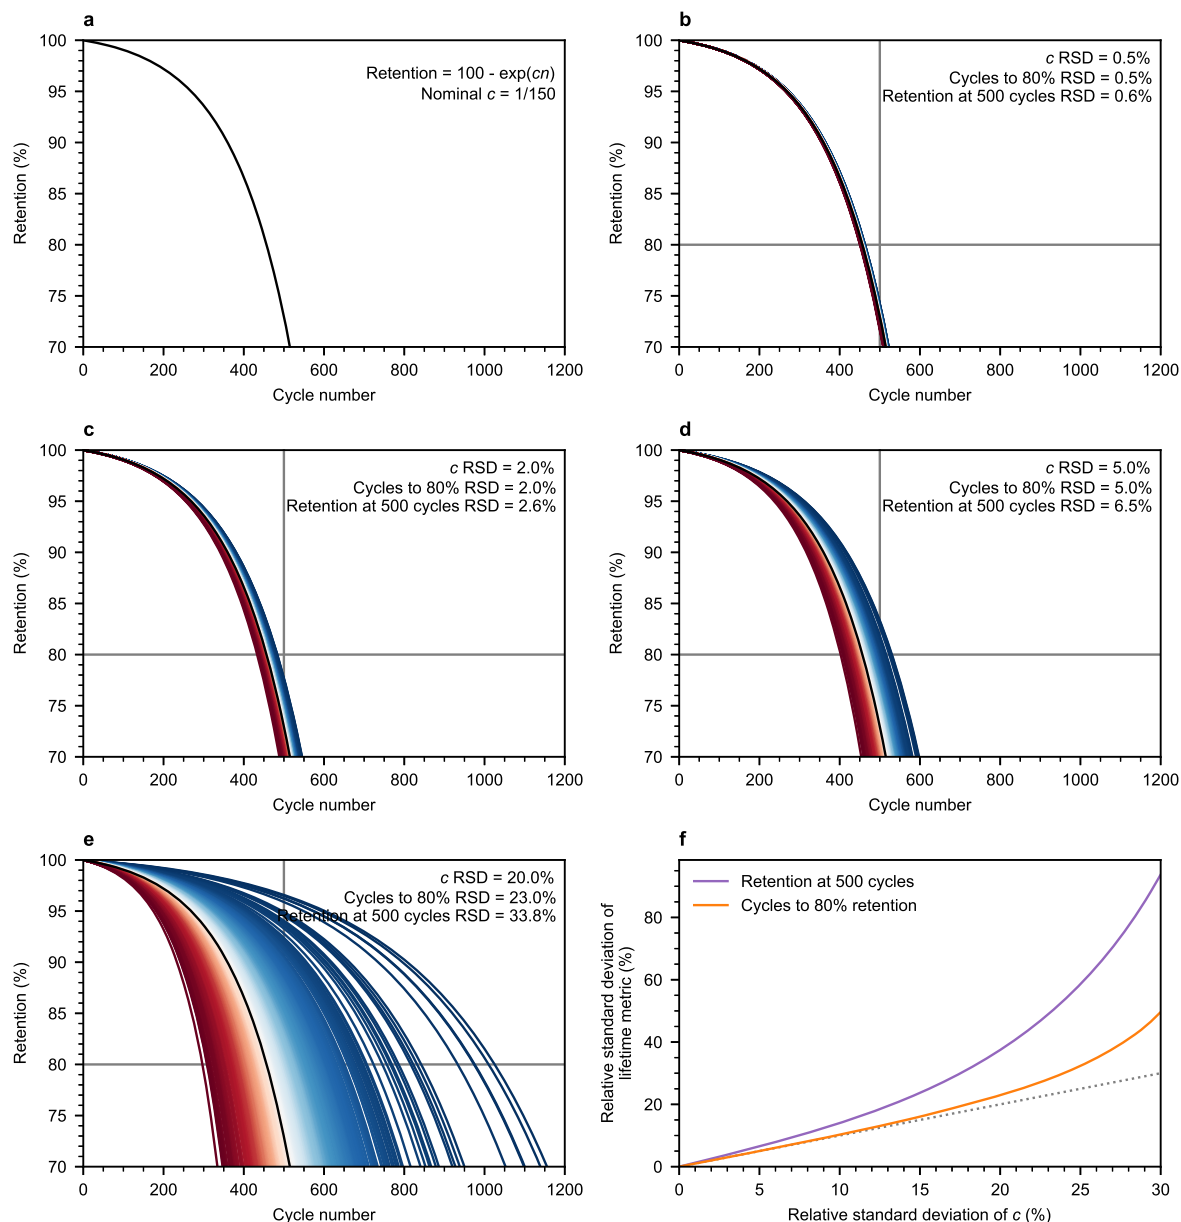 a
100
95
90
85
80
75
70
Retention (%)
Retention = 100 - exp(cn)
Nominal c = 1/150
0 200 400 600 800 1000 1200
Cycle number
b
100
95
90
85
80
75
70
Retention (%)
c RSD = 0.5%
Cycles to 80% RSD = 0.5%
Retention at 500 cycles RSD = 0.6%
0 200 400 600 800 1000 1200
Cycle number
c
100
95
90
85
80
75
70
Retention (%)
c RSD = 2.0%
Cycles to 80% RSD = 2.0%
Retention at 500 cycles RSD = 2.6%
0 200 400 600 800 1000 1200
Cycle number
d
100
95
90
85
80
75
70
Retention (%)
c RSD = 5.0%
Cycles to 80% RSD = 5.0%
Retention at 500 cycles RSD = 6.5%
0 200 400 600 800 1000 1200
Cycle number
e
100
95
90
85
80
75
70
Retention (%)
c RSD = 20.0%
Cycles to 80% RSD = 23.0%
Retention at 500 cycles RSD = 33.8%
0 200 400 600 800 1000 1200
Cycle number
f
80
60
40
20
0
Relative standard deviation of
lifetime metric (%)
Retention at 500 cycles
Cycles to 80% retention
0 5 10 15 20 25 30
Relative standard deviation of c (%)